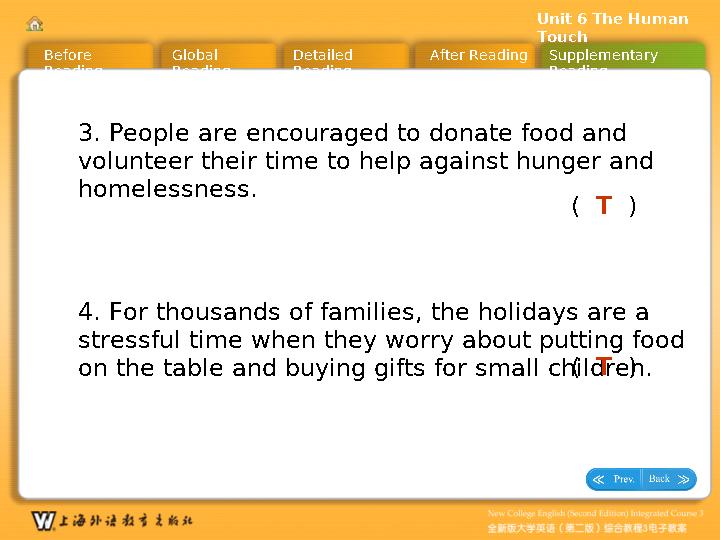 Unit 6 The Human
Touch
Before
Reading
Global
Reading
Detailed
Reading
After Reading
Supplementary
Reading
3. People are encouraged to donate food and
volunteer their time to help against hunger and
homelessness.
( T )
4. For thousands of families, the holidays are a
stressful time when they worry about putting food
on the table and buying gifts for small children.
( T )
Prev. Back
New College English (Second Edition) Integrated Course 3
上海外语教育出版社
全新版大学英语（第二版）综合教程3电子教案